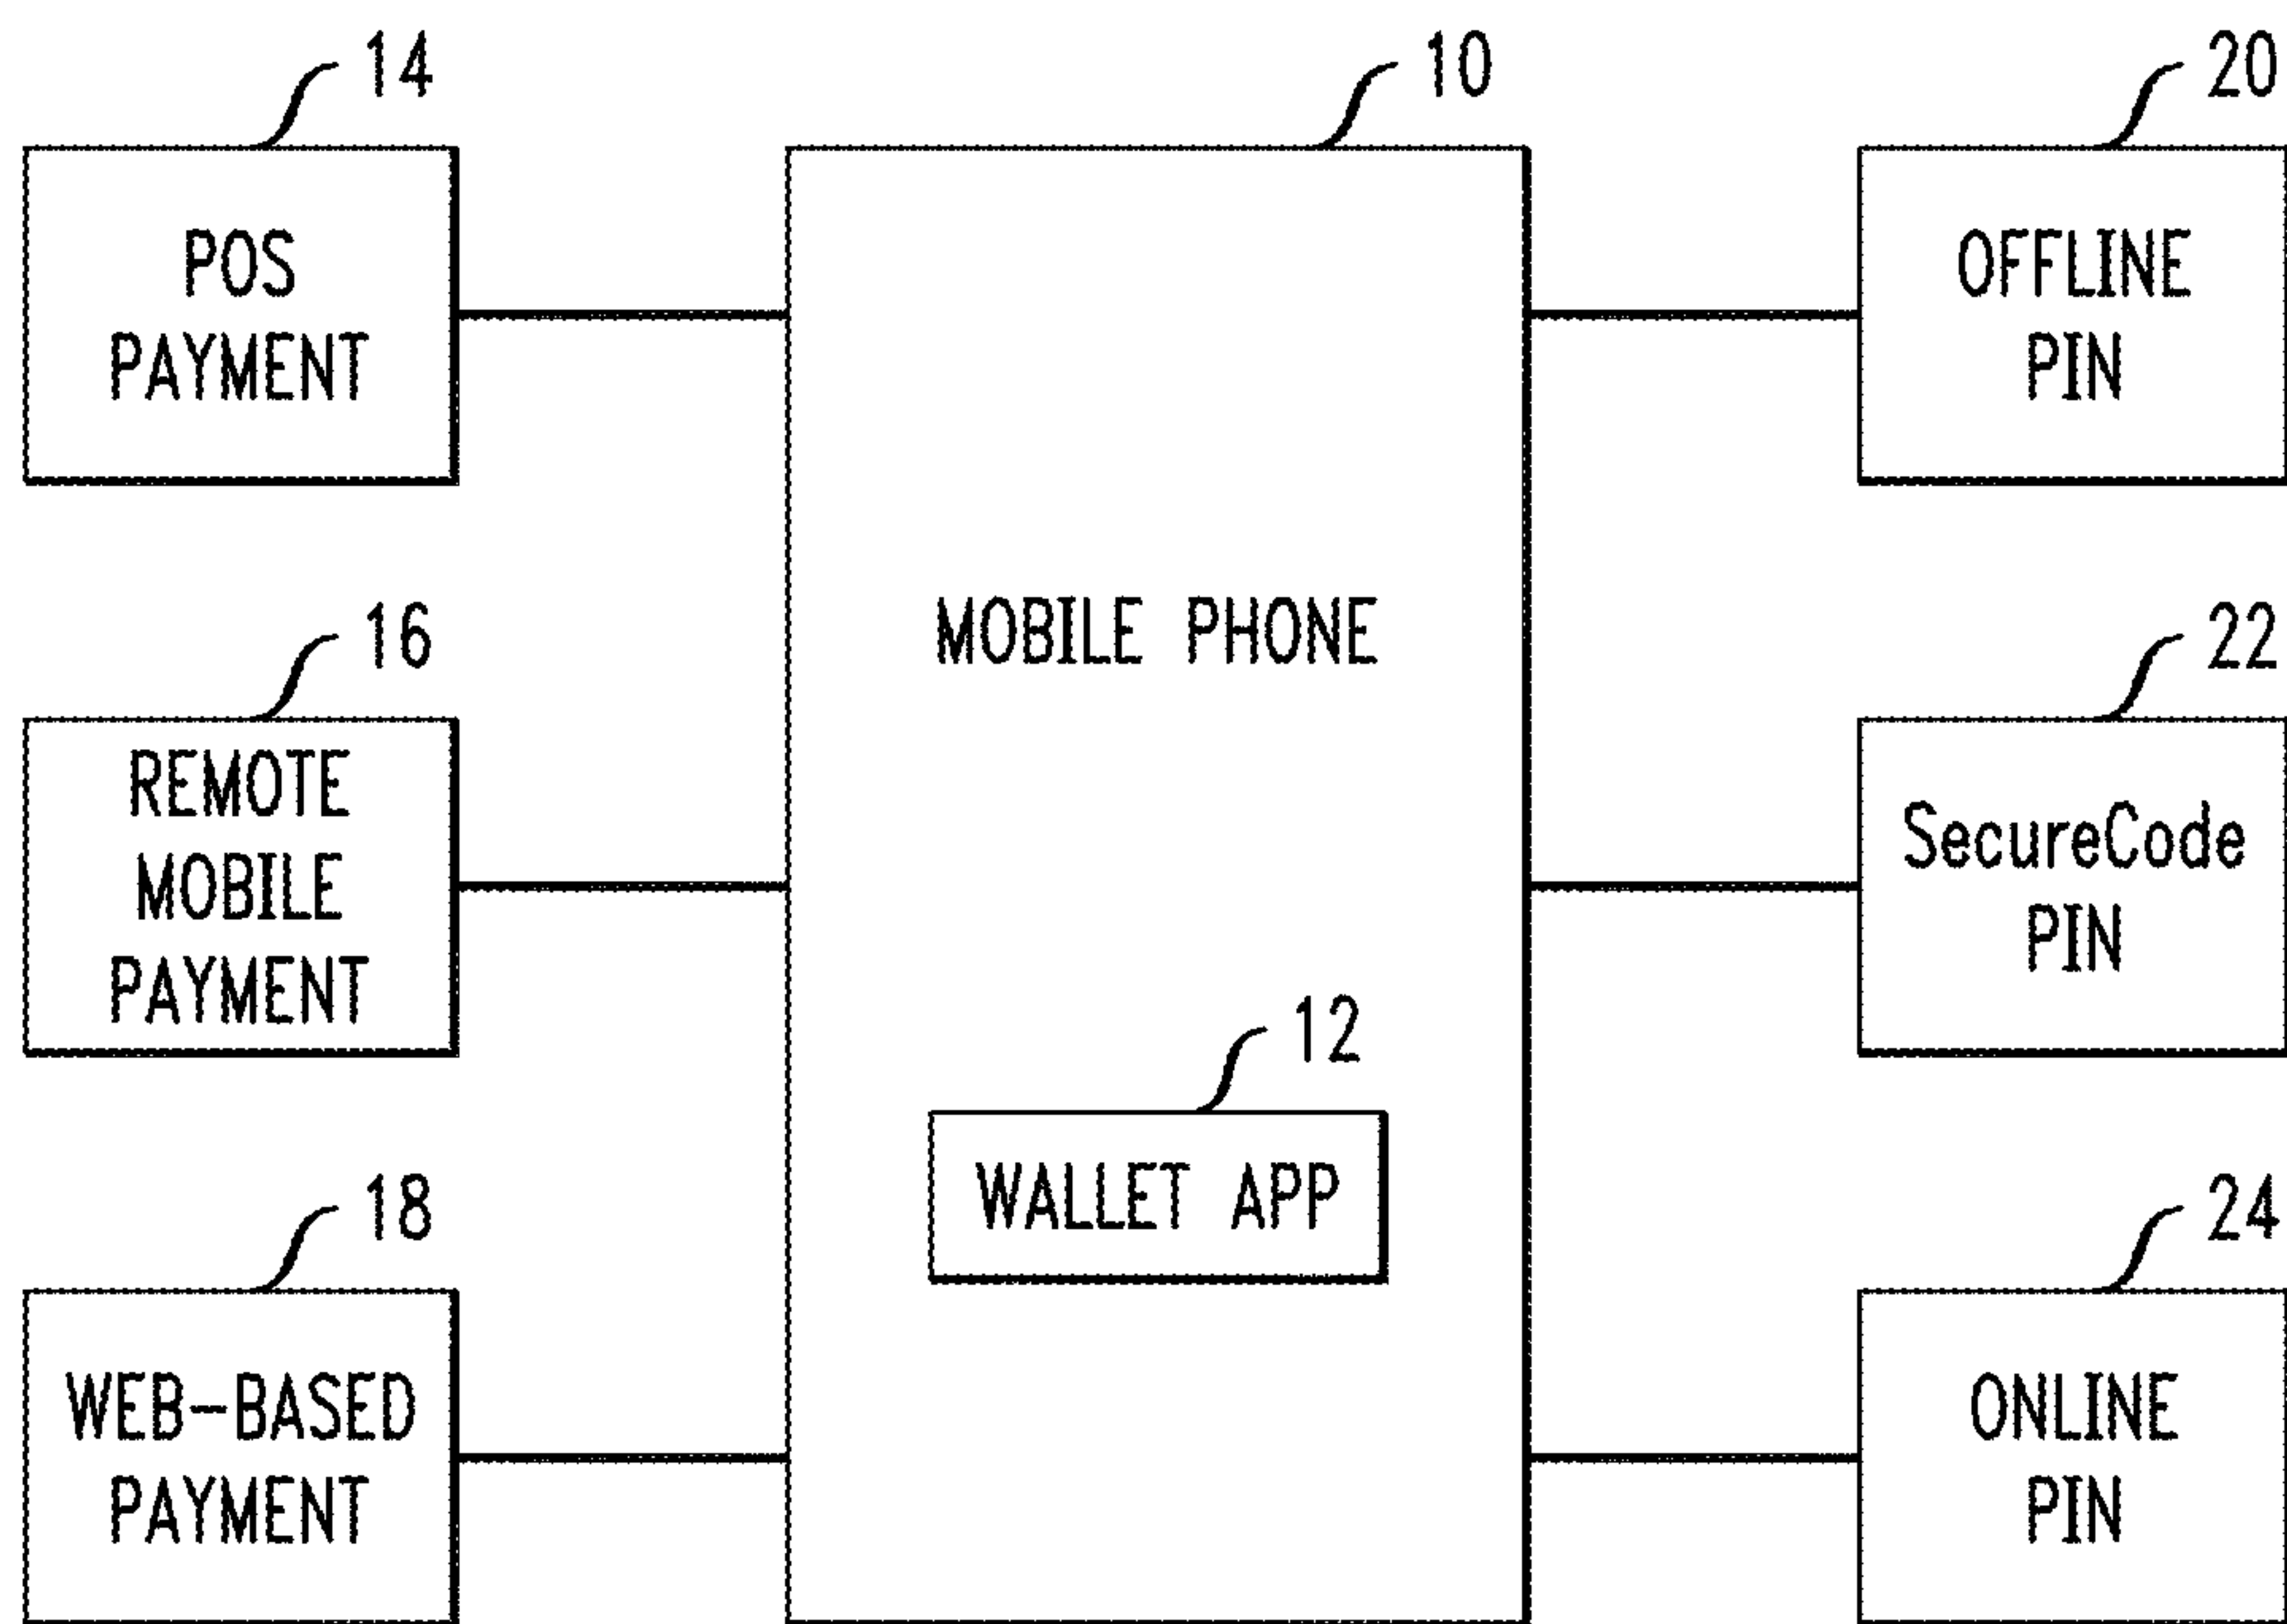 14
POS
PAYMENT
16
REMOTE
MOBILE
PAYMENT
18
WEB-BASED
PAYMENT
10
MOBILE PHONE
12
WALLET APP
20
OFFLINE
PIN
22
SecureCode
PIN
24
ONLINE
PIN